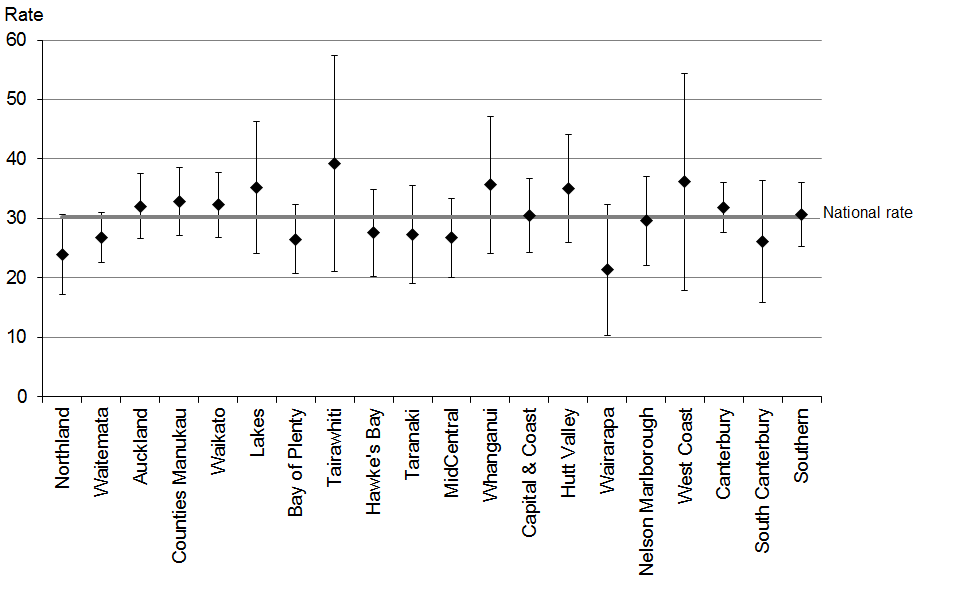 Rate
60
50
40
30
20
10
0
National rate
Northland
Waitemata
Auckland
Counties Manukau
Waikato
Lakes
Bay of Plenty
Tairawhiti
Hawke's Bay
Taranaki
MidCentral
Whanganui
Capital & Coast
Hutt Valley
Wairarapa
Nelson Marlborough
West Coast
Canterbury
South Canterbury
Southern